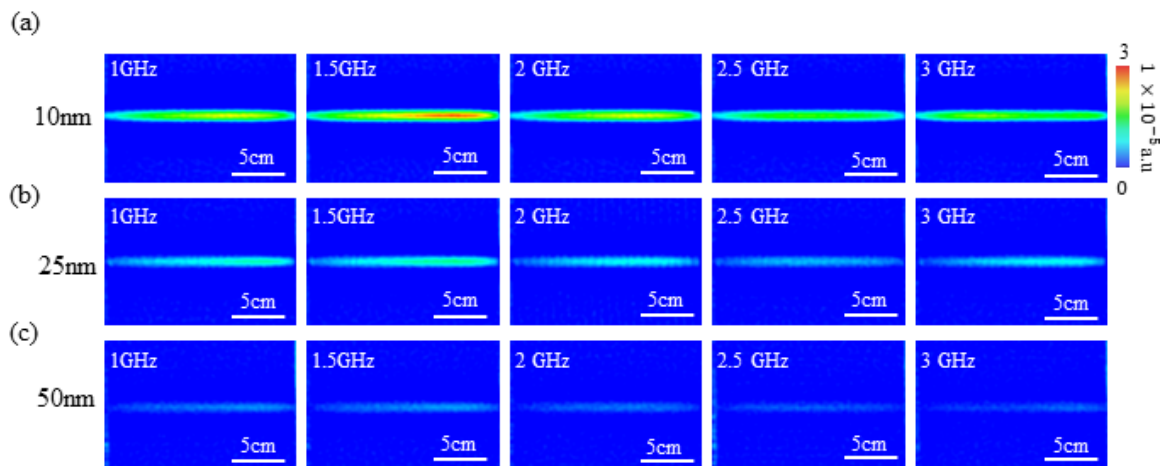 (a)
1GHz 1.5GHz 2 GHz 2.5 GHz 3 GHz
10nm
5cm 5cm 5cm 5cm 5cm
3
1 × 10⁻⁵ a.u
0
(b)
1GHz 1.5GHz 2 GHz 2.5 GHz 3 GHz
25nm
5cm 5cm 5cm 5cm 5cm
(c)
1GHz 1.5GHz 2 GHz 2.5 GHz 3 GHz
50nm
5cm 5cm 5cm 5cm 5cm